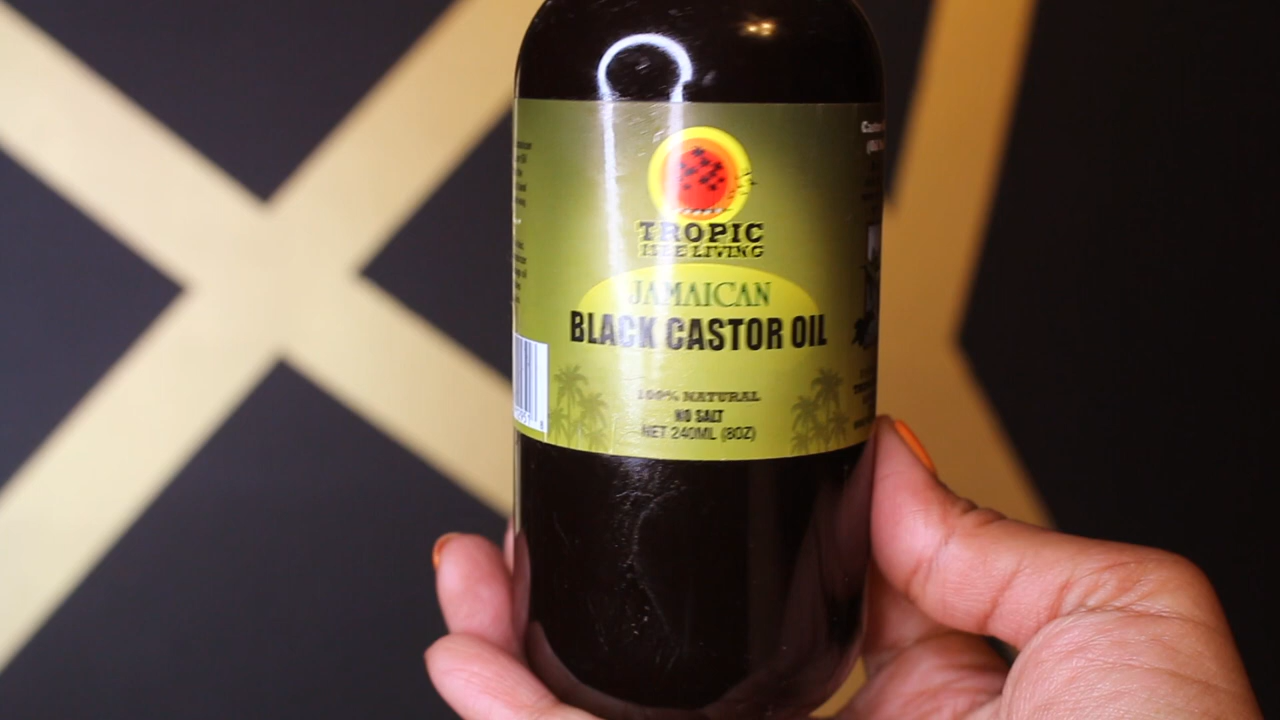 TROPIC
ISLE LIVING
JAMAICAN
BLACK CASTOR OIL
100% NATURAL
NO SALT
NET 240ML (8OZ)